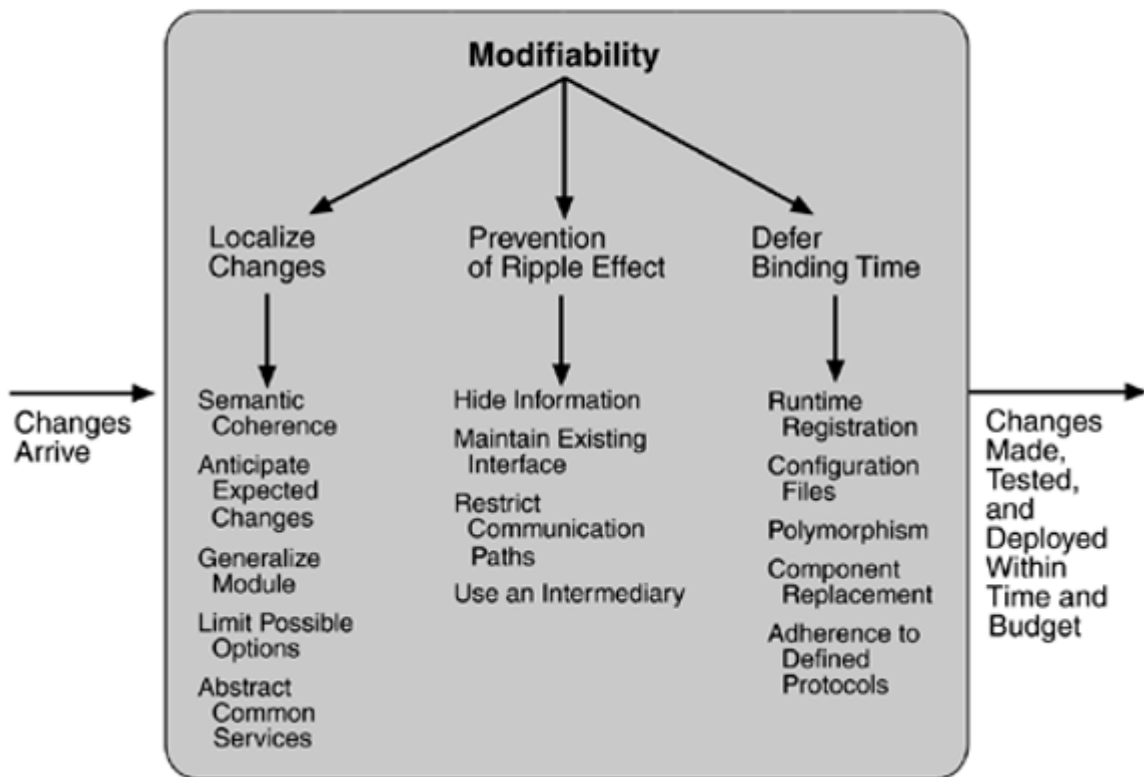 Modifiability
Localize
Changes
Prevention
of Ripple Effect
Defer
Binding Time
Changes
Arrive
Semantic
Coherence
Anticipate
Expected
Changes
Generalize
Module
Limit Possible
Options
Abstract
Common
Services
Hide Information
Maintain Existing
Interface
Restrict
Communication
Paths
Use an Intermediary
Runtime
Registration
Configuration
Files
Polymorphism
Component
Replacement
Adherence to
Defined
Protocols
Changes
Made,
Tested,
and
Deployed
Within
Time and
Budget